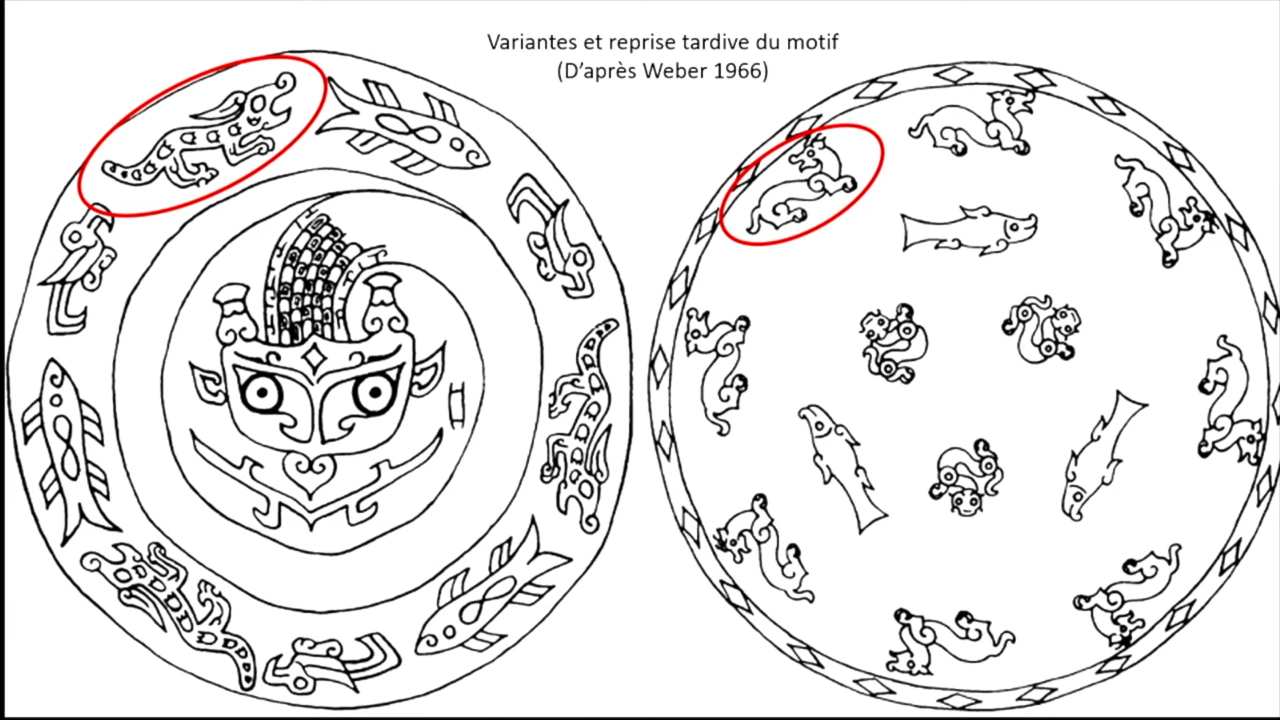 Variantes et reprise tardive du motif
(D’après Weber 1966)